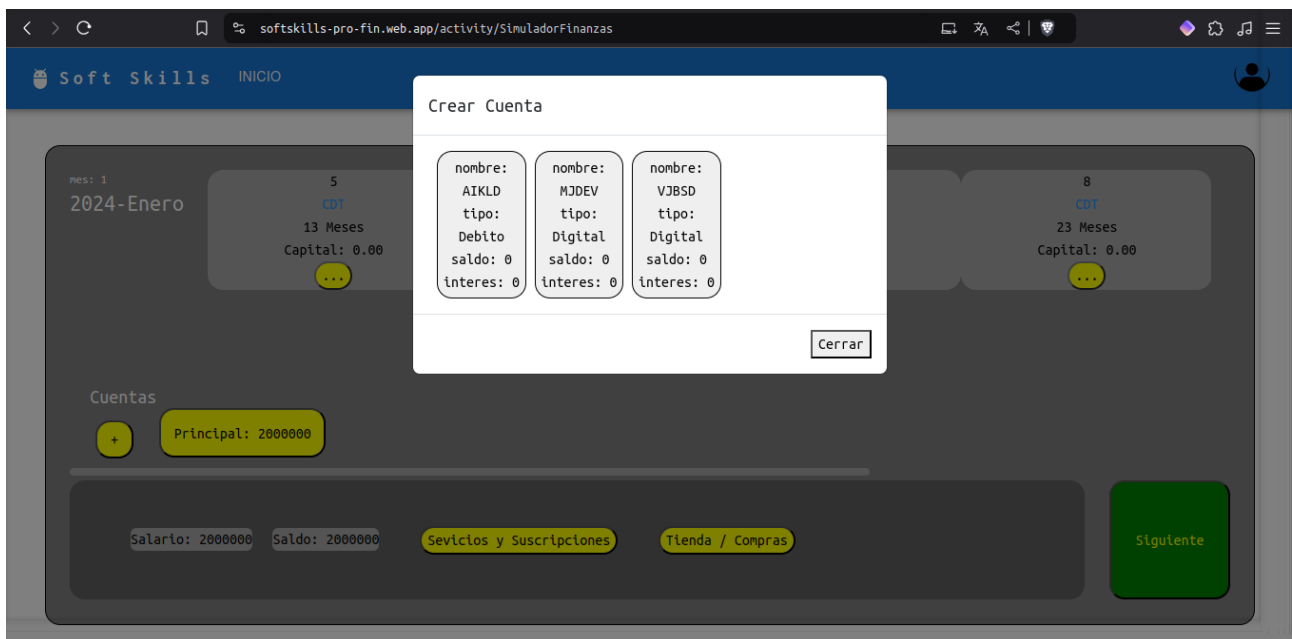 softskills-pro-fin.web.app/activity/SimuladorFinanzas
Soft Skills
INICIO
Crear Cuenta
nombre:
AIKLD
tipo:
Debito
saldo: 0
interes: 0
nombre:
MJDEV
tipo:
Digital
saldo: 0
interes: 0
nombre:
VJBSD
tipo:
Digital
saldo: 0
interes: 0
Cerrar
mes: 1
2024-Enero
5
CDT
13 Meses
Capital: 0.00
...
8
CDT
23 Meses
Capital: 0.00
...
Cuentas
+
Principal: 2000000
Salario: 2000000
Saldo: 2000000
Sevicios y Suscripciones
Tienda / Compras
Siguiente